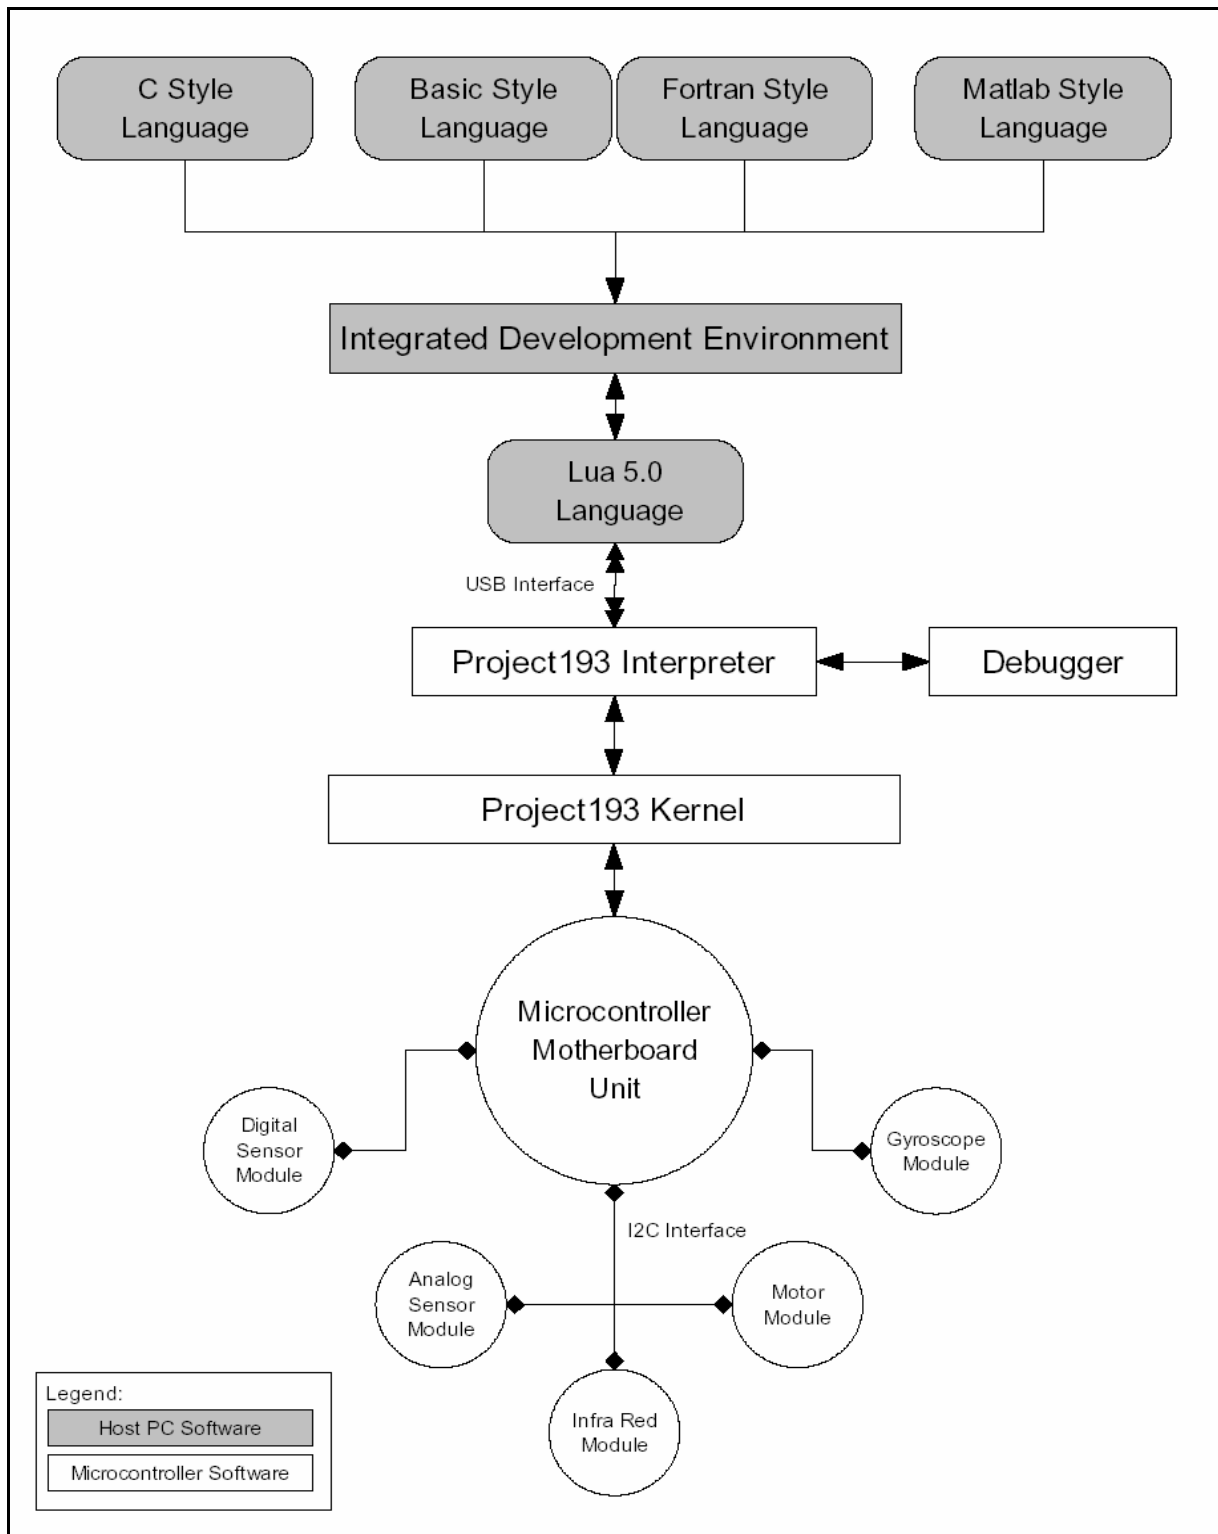 C Style
Language
Basic Style
Language
Fortran Style
Language
Matlab Style
Language
Integrated Development Environment
Lua 5.0
Language
USB Interface
Project193 Interpreter
Debugger
Project193 Kernel
Microcontroller
Motherboard
Unit
Digital
Sensor
Module
Gyroscope
Module
I2C Interface
Analog
Sensor
Module
Motor
Module
Infra Red
Module
Legend:
Host PC Software
Microcontroller Software